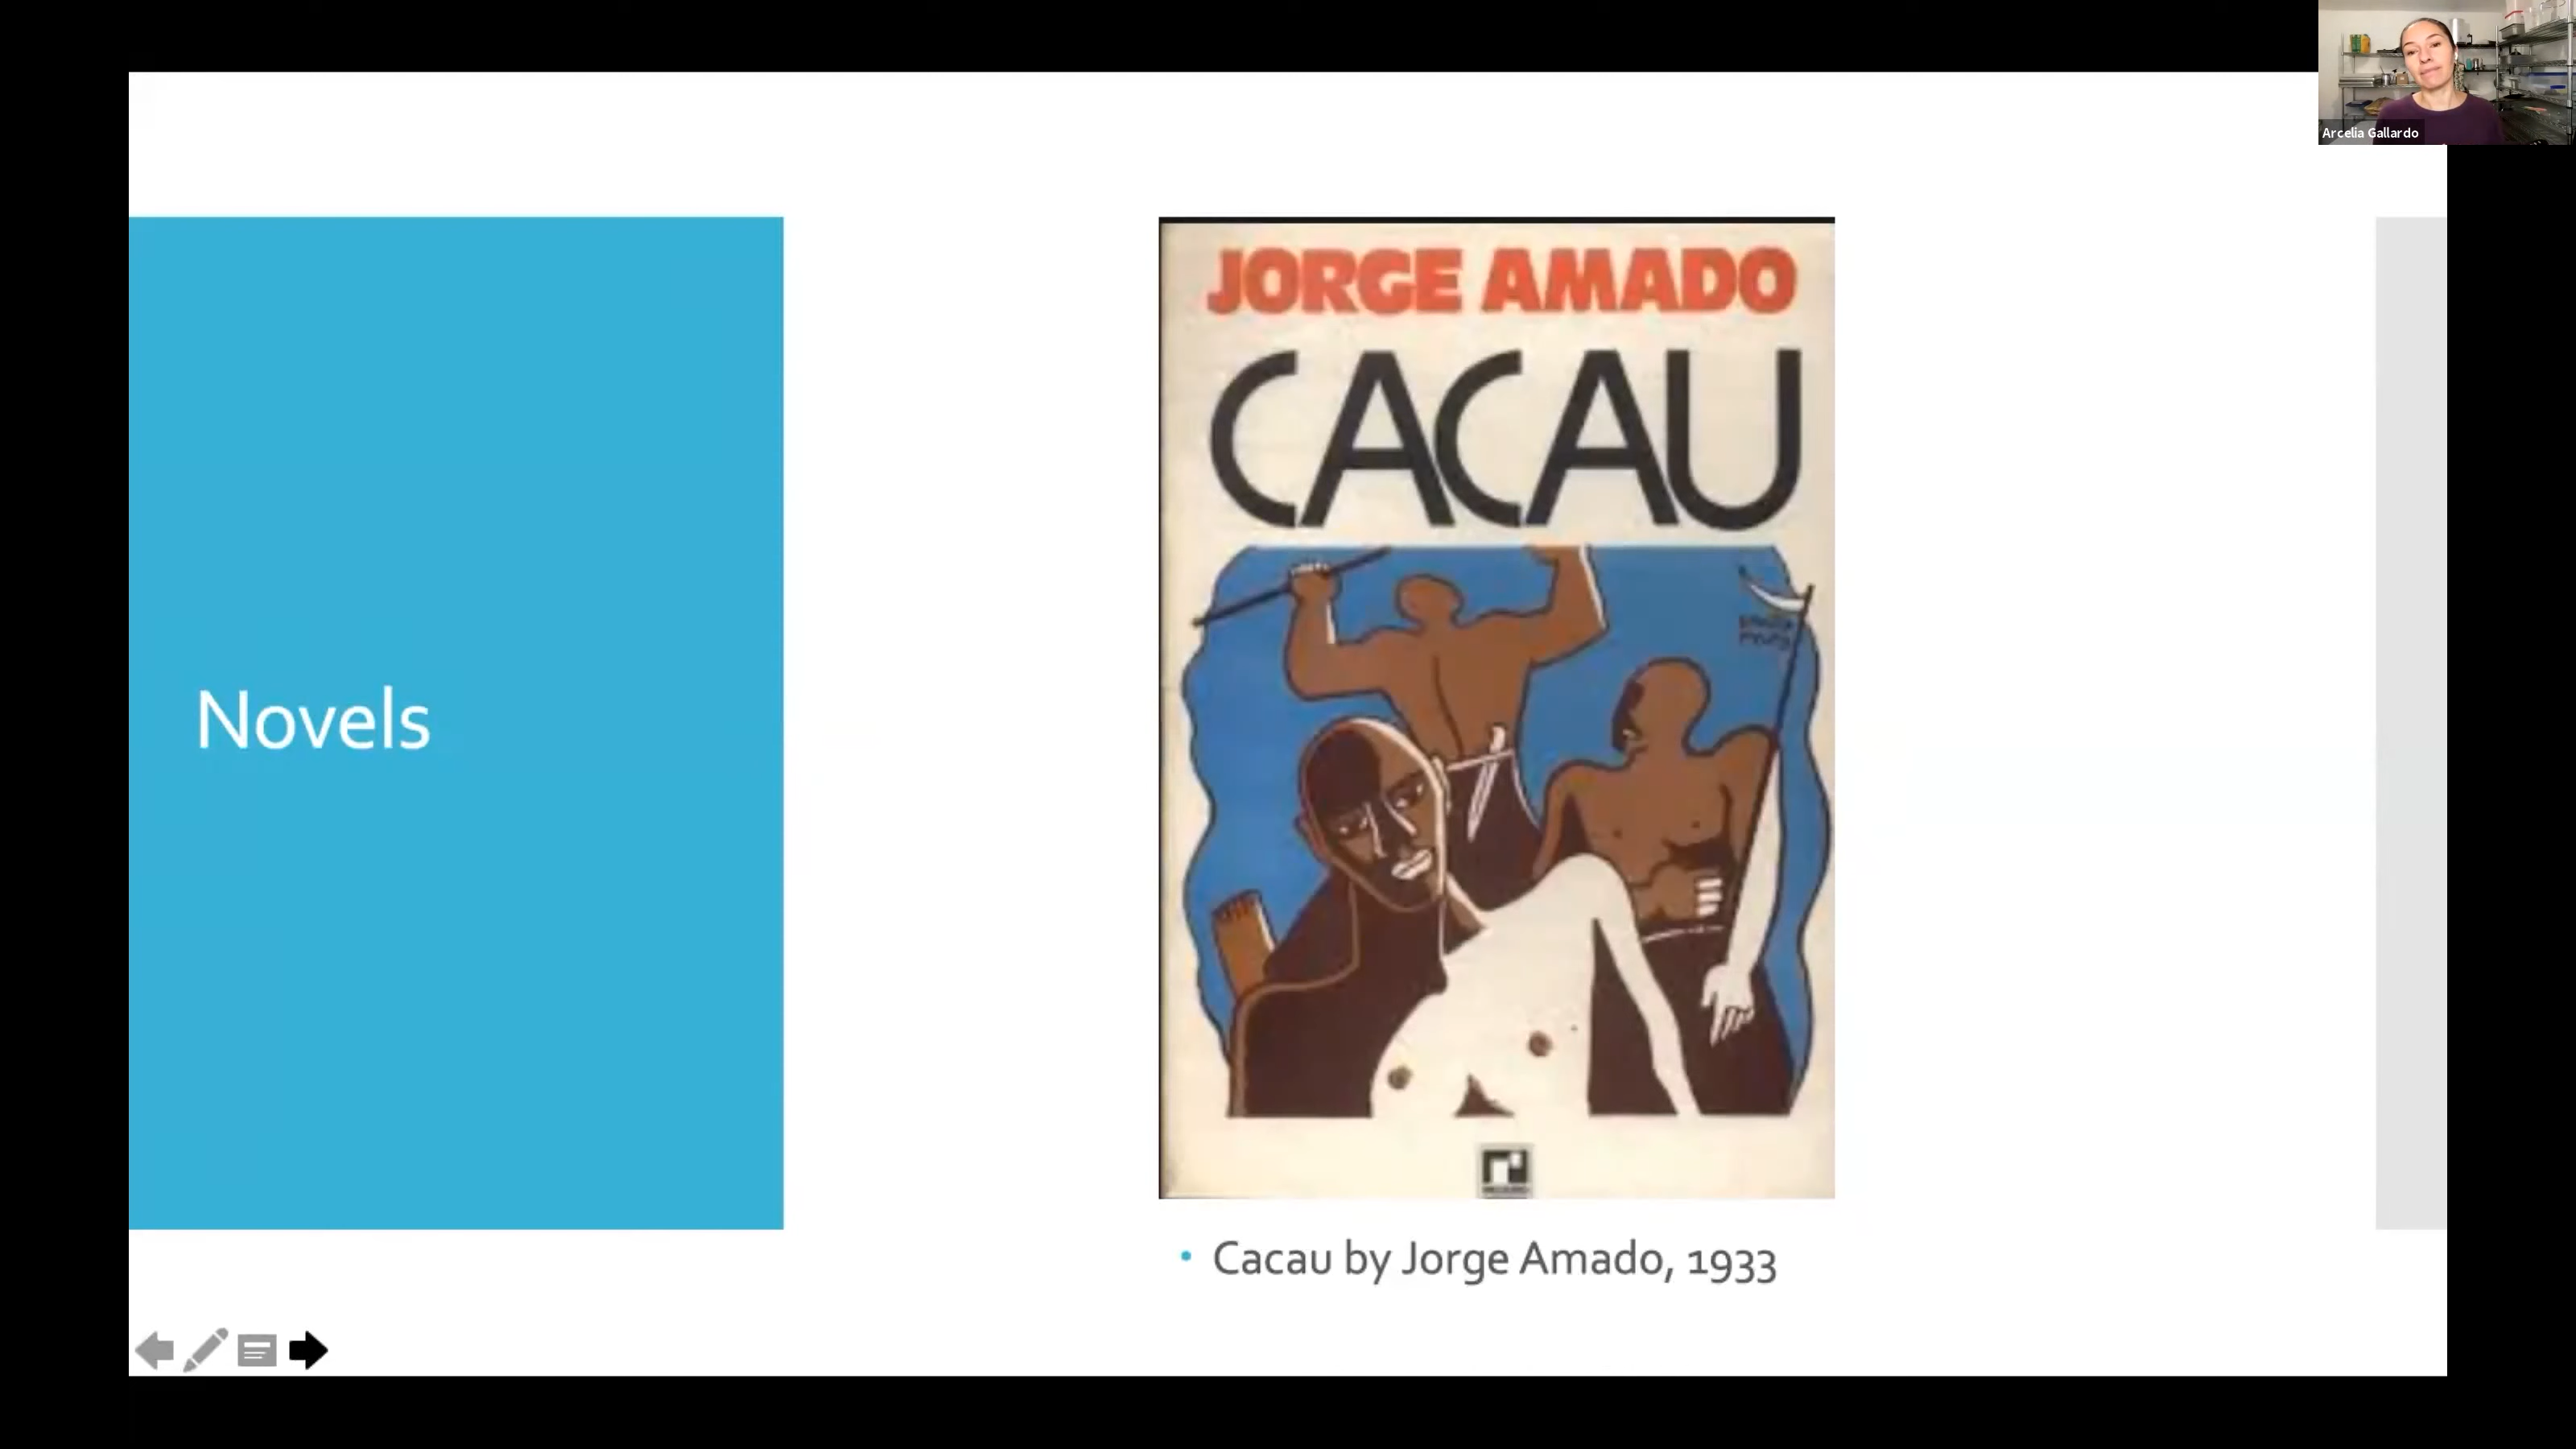 Arcelia Gallardo
Novels
JORGE AMADO
CACAU
Cacau by Jorge Amado, 1933